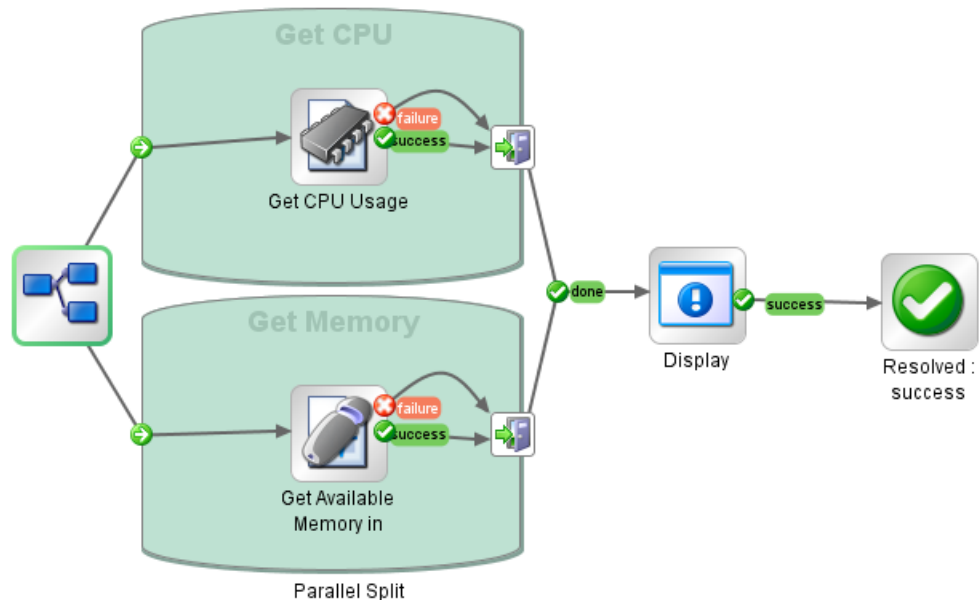 Get CPU
failure
success
Get CPU Usage
Get Memory
failure
success
Get Available
Memory in
Parallel Split
done
Display
success
Resolved :
success